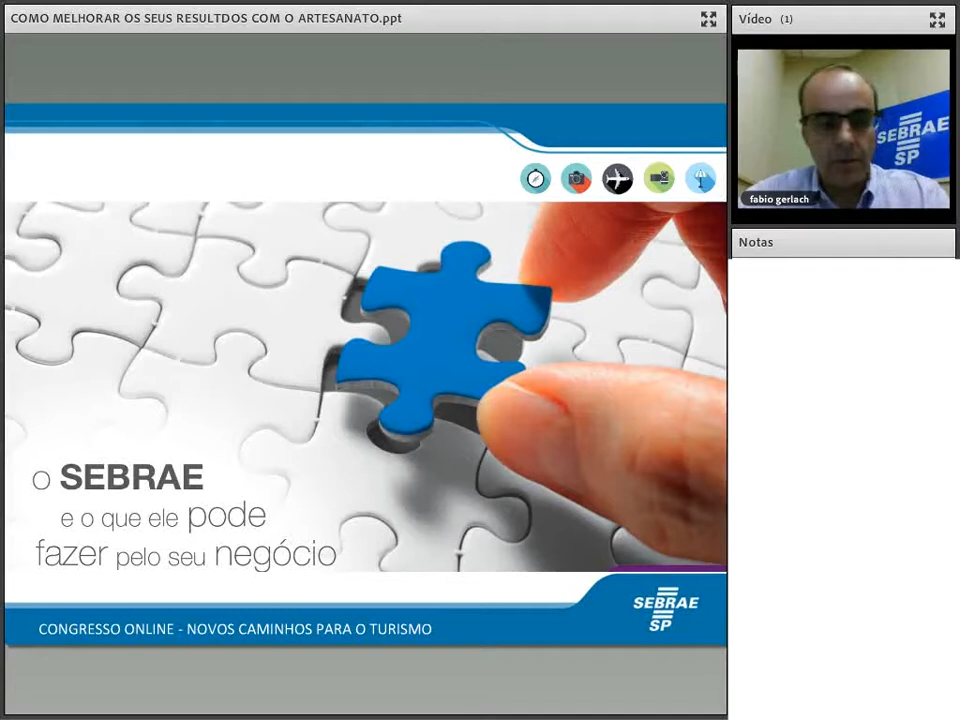 COMO MELHORAR OS SEUS RESULTDOS COM O ARTESANATO.ppt
Vídeo (1)
SEBRAE
SP
fabio gerlach
Notas
o SEBRAE
e o que ele pode
fazer pelo seu negócio
SEBRAE
SP
CONGRESSO ONLINE - NOVOS CAMINHOS PARA O TURISMO